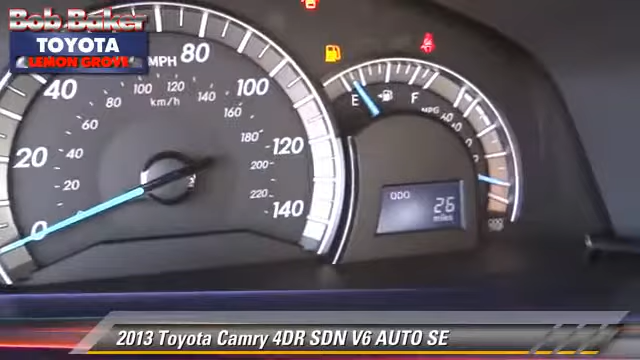 Bob Baker
TOYOTA
LEMON GROVE
MPH
km/h
0
20
40
80
100
120
140
20
40
60
80
100
120
140
160
180
200
220
E
F
MPG
ODO
26
miles
2013 Toyota Camry 4DR SDN V6 AUTO SE